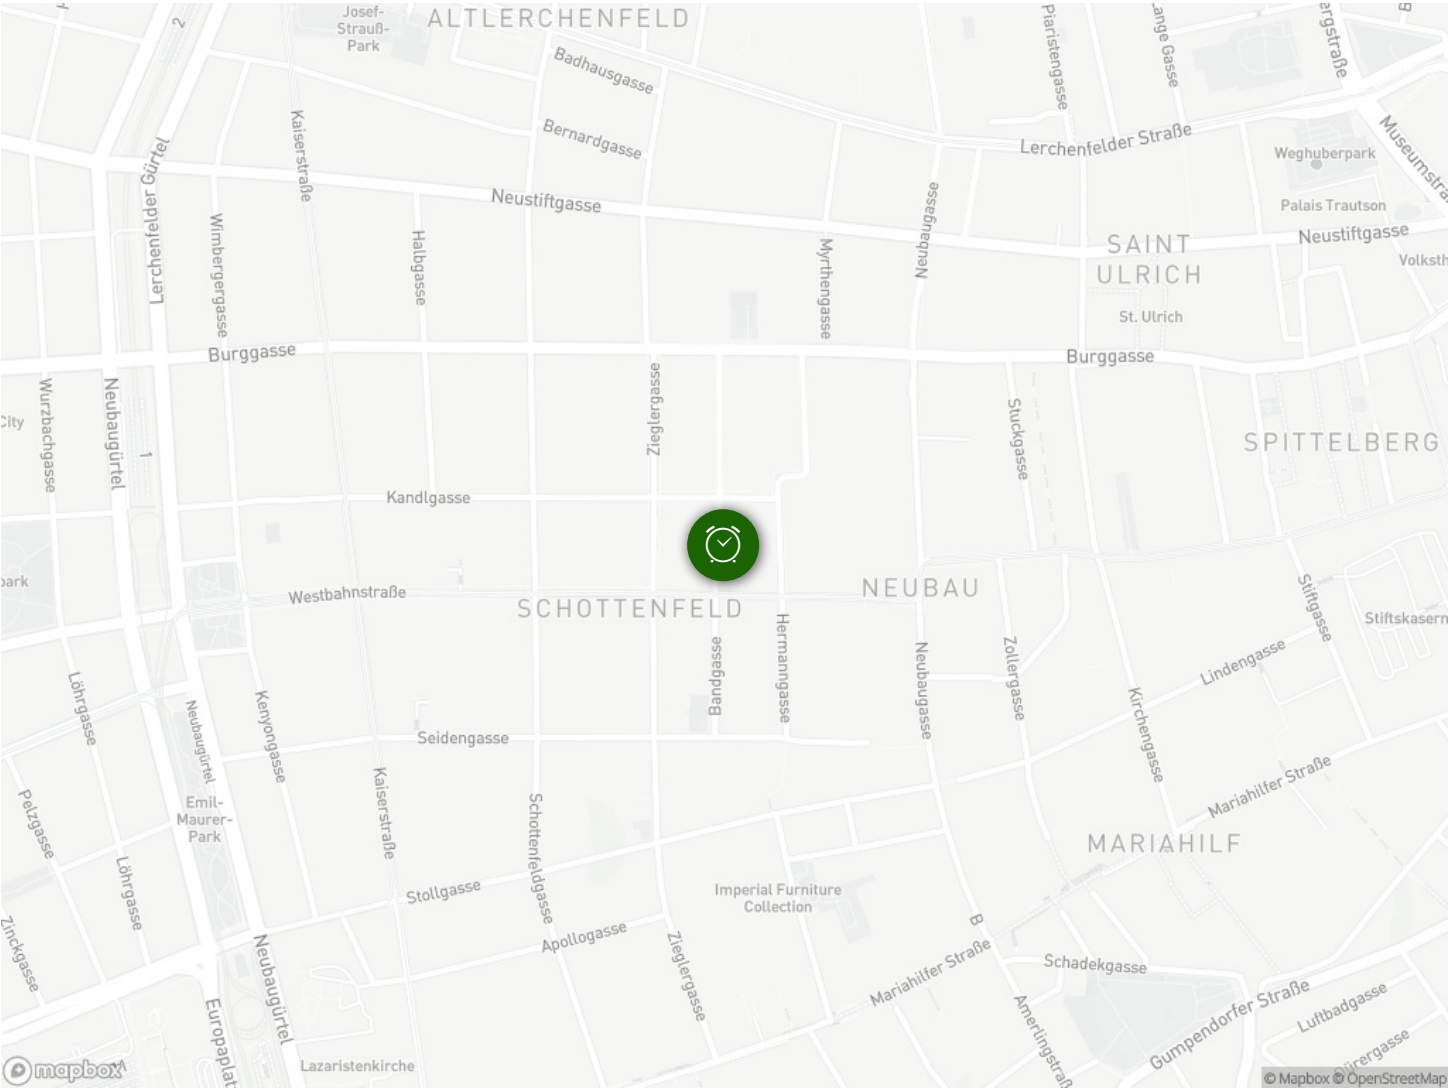 Josef-
Strauß-
Park
ALTLERCHENFELD
2
Badhausgasse
Bernardgasse
Piaristengasse
Lange Gasse
Lerchenfelder Straße
Museumstra
Weghuberpark
Palais Trautson
Neustiftgasse
Volksth
Kaiserstraße
Lerchenfelder Gürtel
Wimbergergasse
Halbgasse
Neustiftgasse
Neubaugasse
Myrthengasse
SAINT
ULRICH
St. Ulrich
Burggasse
Burggasse
Wurzbachgasse
City
Neubaugürtel
1
Zieglergasse
Stuckgasse
SPITTELBERG
Kandlgasse
park
Westbahnstraße
SCHOTTENFELD
NEUBAU
Stiftgasse
Stiftskasern
Löhrgasse
Neubaugürtel
Kenyongasse
Bandgasse
Hermanngasse
Neubaugasse
Zollergasse
Lindengasse
Kirchengasse
Seidengasse
Pelzgasse
Emil-
Maurer-
Park
Kaiserstraße
Schottenfeldgasse
Mariahilfer Straße
MARIAHILF
Löhrgasse
Stollgasse
Imperial Furniture
Collection
Zinckgasse
Apollogasse
Zieglergasse
B
Mariahilfer Straße
Schadekgasse
Neubaugürtel
Europaplat
Amerlingstraß
Gumpendorfer Straße
Luftbadgasse
Lazaristenkirche
mapbox
© Mapbox © OpenStreetMap